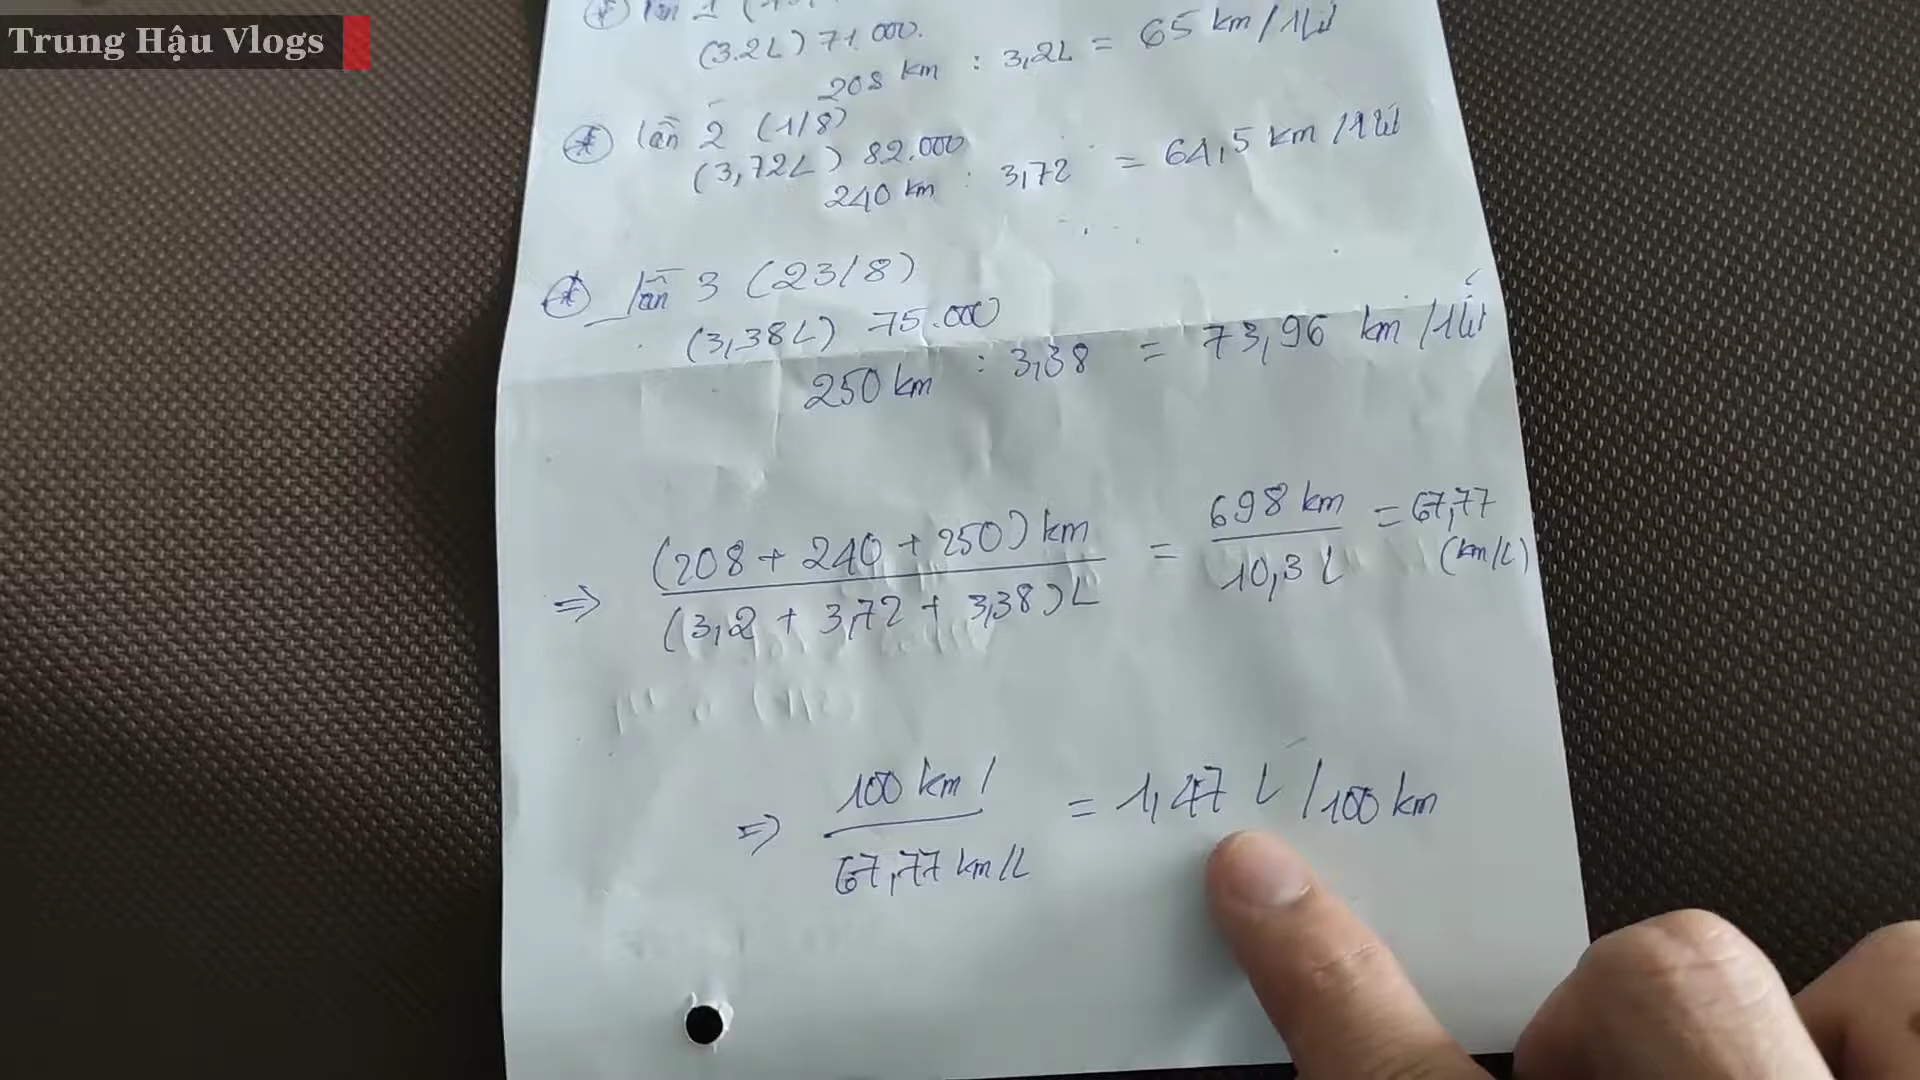 Trung Hậu Vlogs
lần 1
(3.2L) 71.000.
208 km : 3,2L = 65 km/1Lít
lần 2 (1/8)
(3,72L) 82.000
240 km : 3,72 = 64,5 km/1lít
lần 3 (23/8)
(3,38L) 75.000
250 km : 3,38 = 73,96 km/1lít
=> (208 + 240 + 250) km / (3,2 + 3,72 + 3,38)L = 698 km / 10,3 L = 67,77 (km/L)
=> 100 km / 67,77 km/L = 1,47 L /100 km